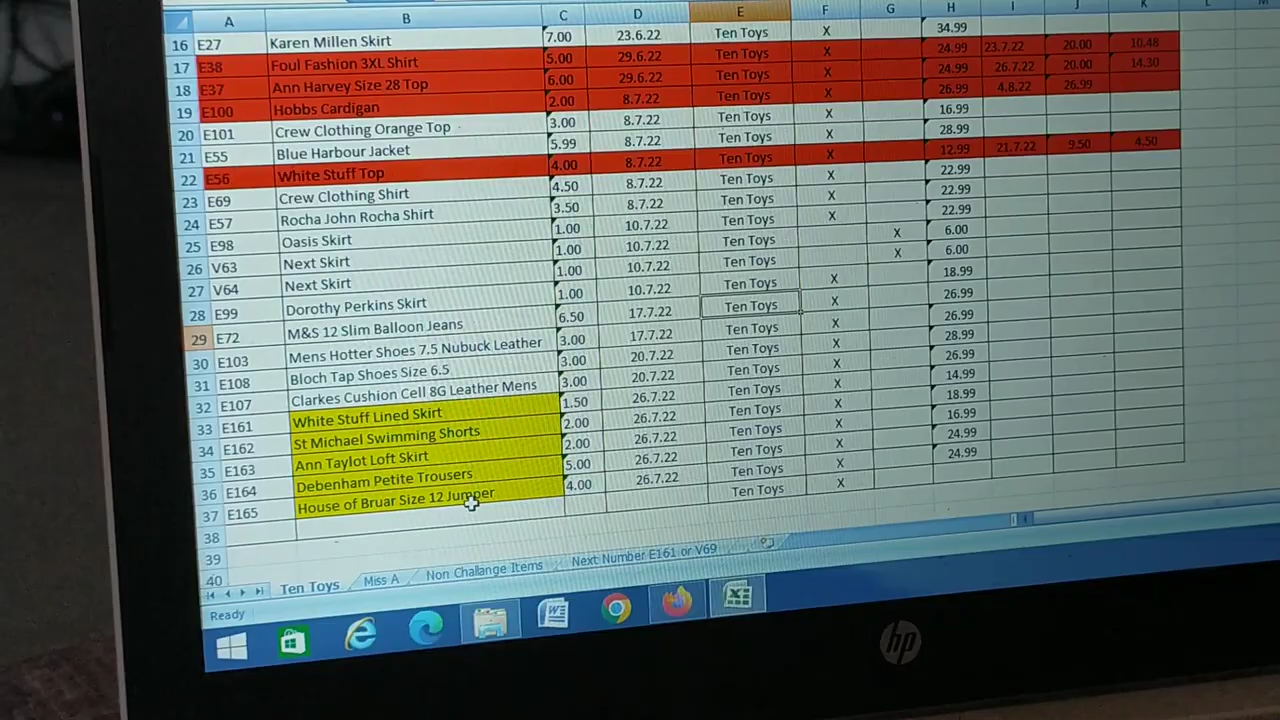 A B C D E F G H I J K L M
16 E27 Karen Millen Skirt 7.00 23.6.22 Ten Toys X 34.99
17 E38 Foul Fashion 3XL Shirt 5.00 29.6.22 Ten Toys X 24.99 23.7.22 20.00 10.48
18 E37 Ann Harvey Size 28 Top 6.00 29.6.22 Ten Toys X 24.99 26.7.22 20.00 14.30
19 E100 Hobbs Cardigan 2.00 8.7.22 Ten Toys X 26.99 4.8.22 26.99
20 E101 Crew Clothing Orange Top 3.00 8.7.22 Ten Toys X 16.99
21 E55 Blue Harbour Jacket 5.99 8.7.22 Ten Toys X 28.99
22 E56 White Stuff Top 4.00 8.7.22 Ten Toys X 12.99 21.7.22 9.50 4.50
23 E69 Crew Clothing Shirt 4.50 8.7.22 Ten Toys X 22.99
24 E57 Rocha John Rocha Shirt 3.50 8.7.22 Ten Toys X 22.99
25 E98 Oasis Skirt 1.00 10.7.22 Ten Toys X 22.99
26 V63 Next Skirt 1.00 10.7.22 Ten Toys X 6.00
27 V64 Next Skirt 1.00 10.7.22 Ten Toys X 6.00
28 E99 Dorothy Perkins Skirt 1.00 10.7.22 Ten Toys X 18.99
29 E72 M&S 12 Slim Balloon Jeans 6.50 17.7.22 Ten Toys X 26.99
30 E103 Mens Hotter Shoes 7.5 Nubuck Leather 3.00 17.7.22 Ten Toys X 26.99
31 E108 Bloch Tap Shoes Size 6.5 3.00 20.7.22 Ten Toys X 28.99
32 E107 Clarkes Cushion Cell 8G Leather Mens 3.00 20.7.22 Ten Toys X 26.99
33 E161 White Stuff Lined Skirt 1.50 26.7.22 Ten Toys X 14.99
34 E162 St Michael Swimming Shorts 2.00 26.7.22 Ten Toys X 18.99
35 E163 Ann Taylot Loft Skirt 2.00 26.7.22 Ten Toys X 16.99
36 E164 Debenham Petite Trousers 5.00 26.7.22 Ten Toys X 24.99
37 E165 House of Bruar Size 12 Jumper 4.00 26.7.22 Ten Toys X 24.99
38
39
40
Ten Toys Miss A Non Challange Items Next Number E161 or V69
Ready
hp